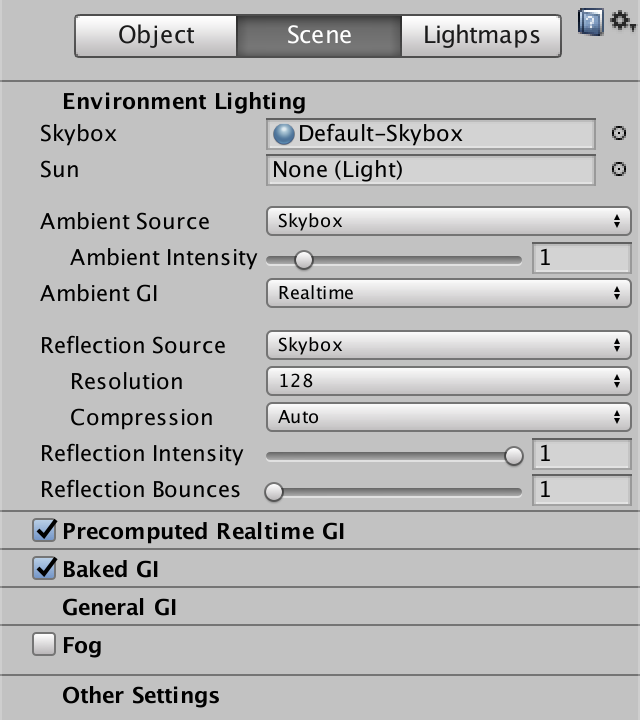 Object Scene Lightmaps
Environment Lighting
Skybox Default-Skybox
Sun None (Light)
Ambient Source Skybox
Ambient Intensity 1
Ambient GI Realtime
Reflection Source Skybox
Resolution 128
Compression Auto
Reflection Intensity 1
Reflection Bounces 1
Precomputed Realtime GI
Baked GI
General GI
Fog
Other Settings